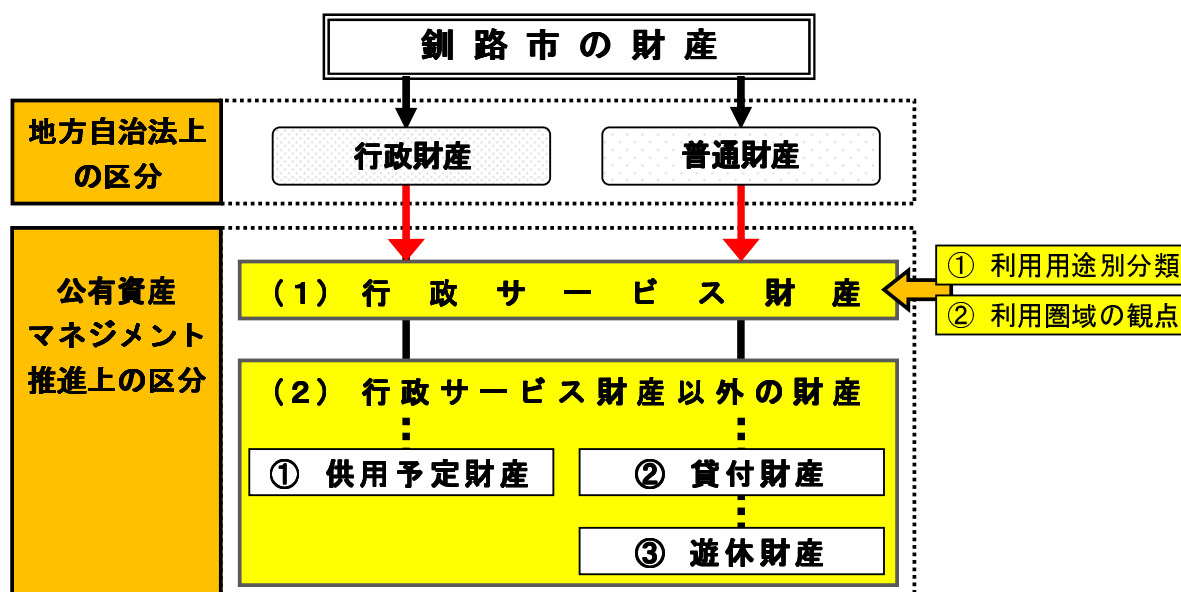 釧路市の財産
地方自治法上
の区分
行政財産
普通財産
公有資産
マネジメント
推進上の区分
(1)行政サービス財産
① 利用用途別分類
② 利用圏域の観点
(2)行政サービス財産以外の財産
① 供用予定財産
② 貸付財産
③ 遊休財産